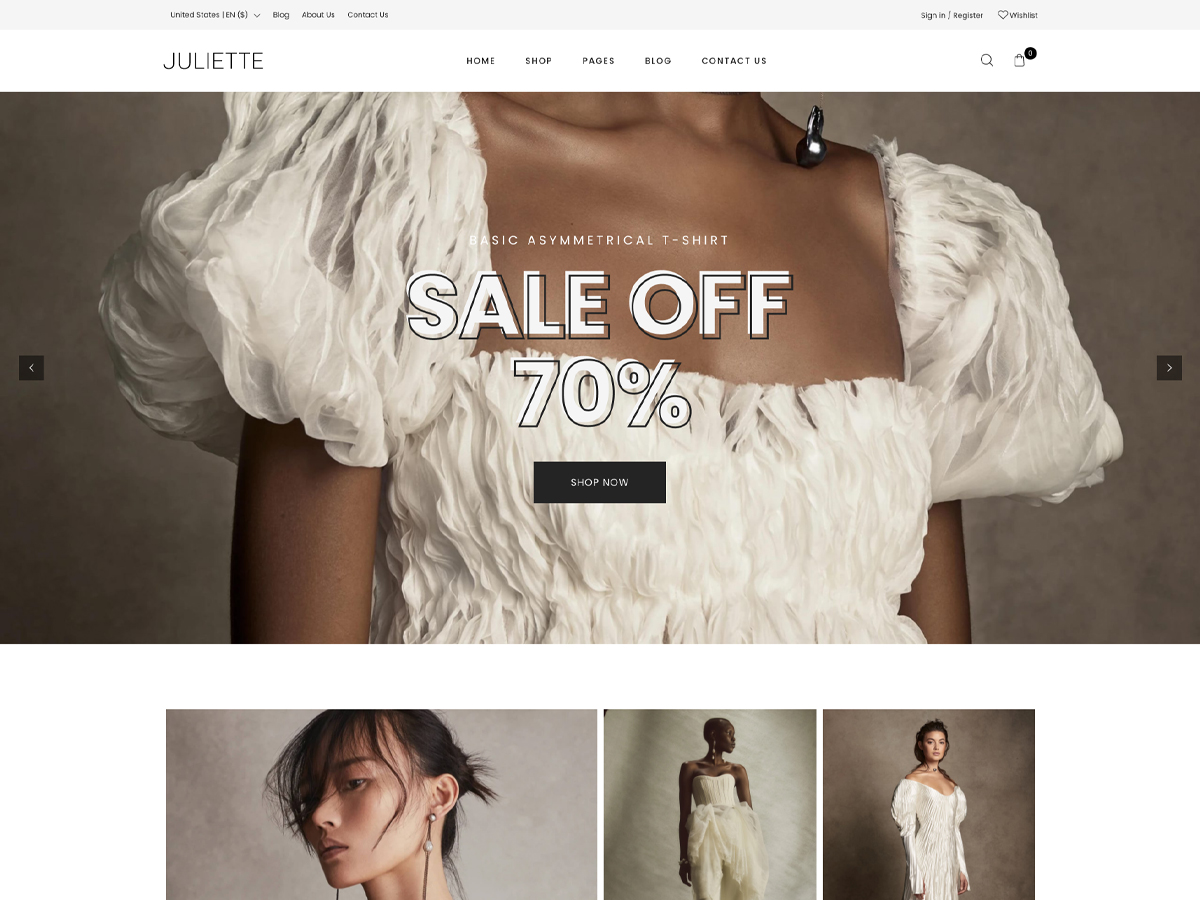 United States | EN ($) Blog About Us Contact Us Sign in / Register Wishlist
JULIETTE HOME SHOP PAGES BLOG CONTACT US 0
BASIC ASYMMETRICAL T-SHIRT
SALE OFF
70%
SHOP NOW